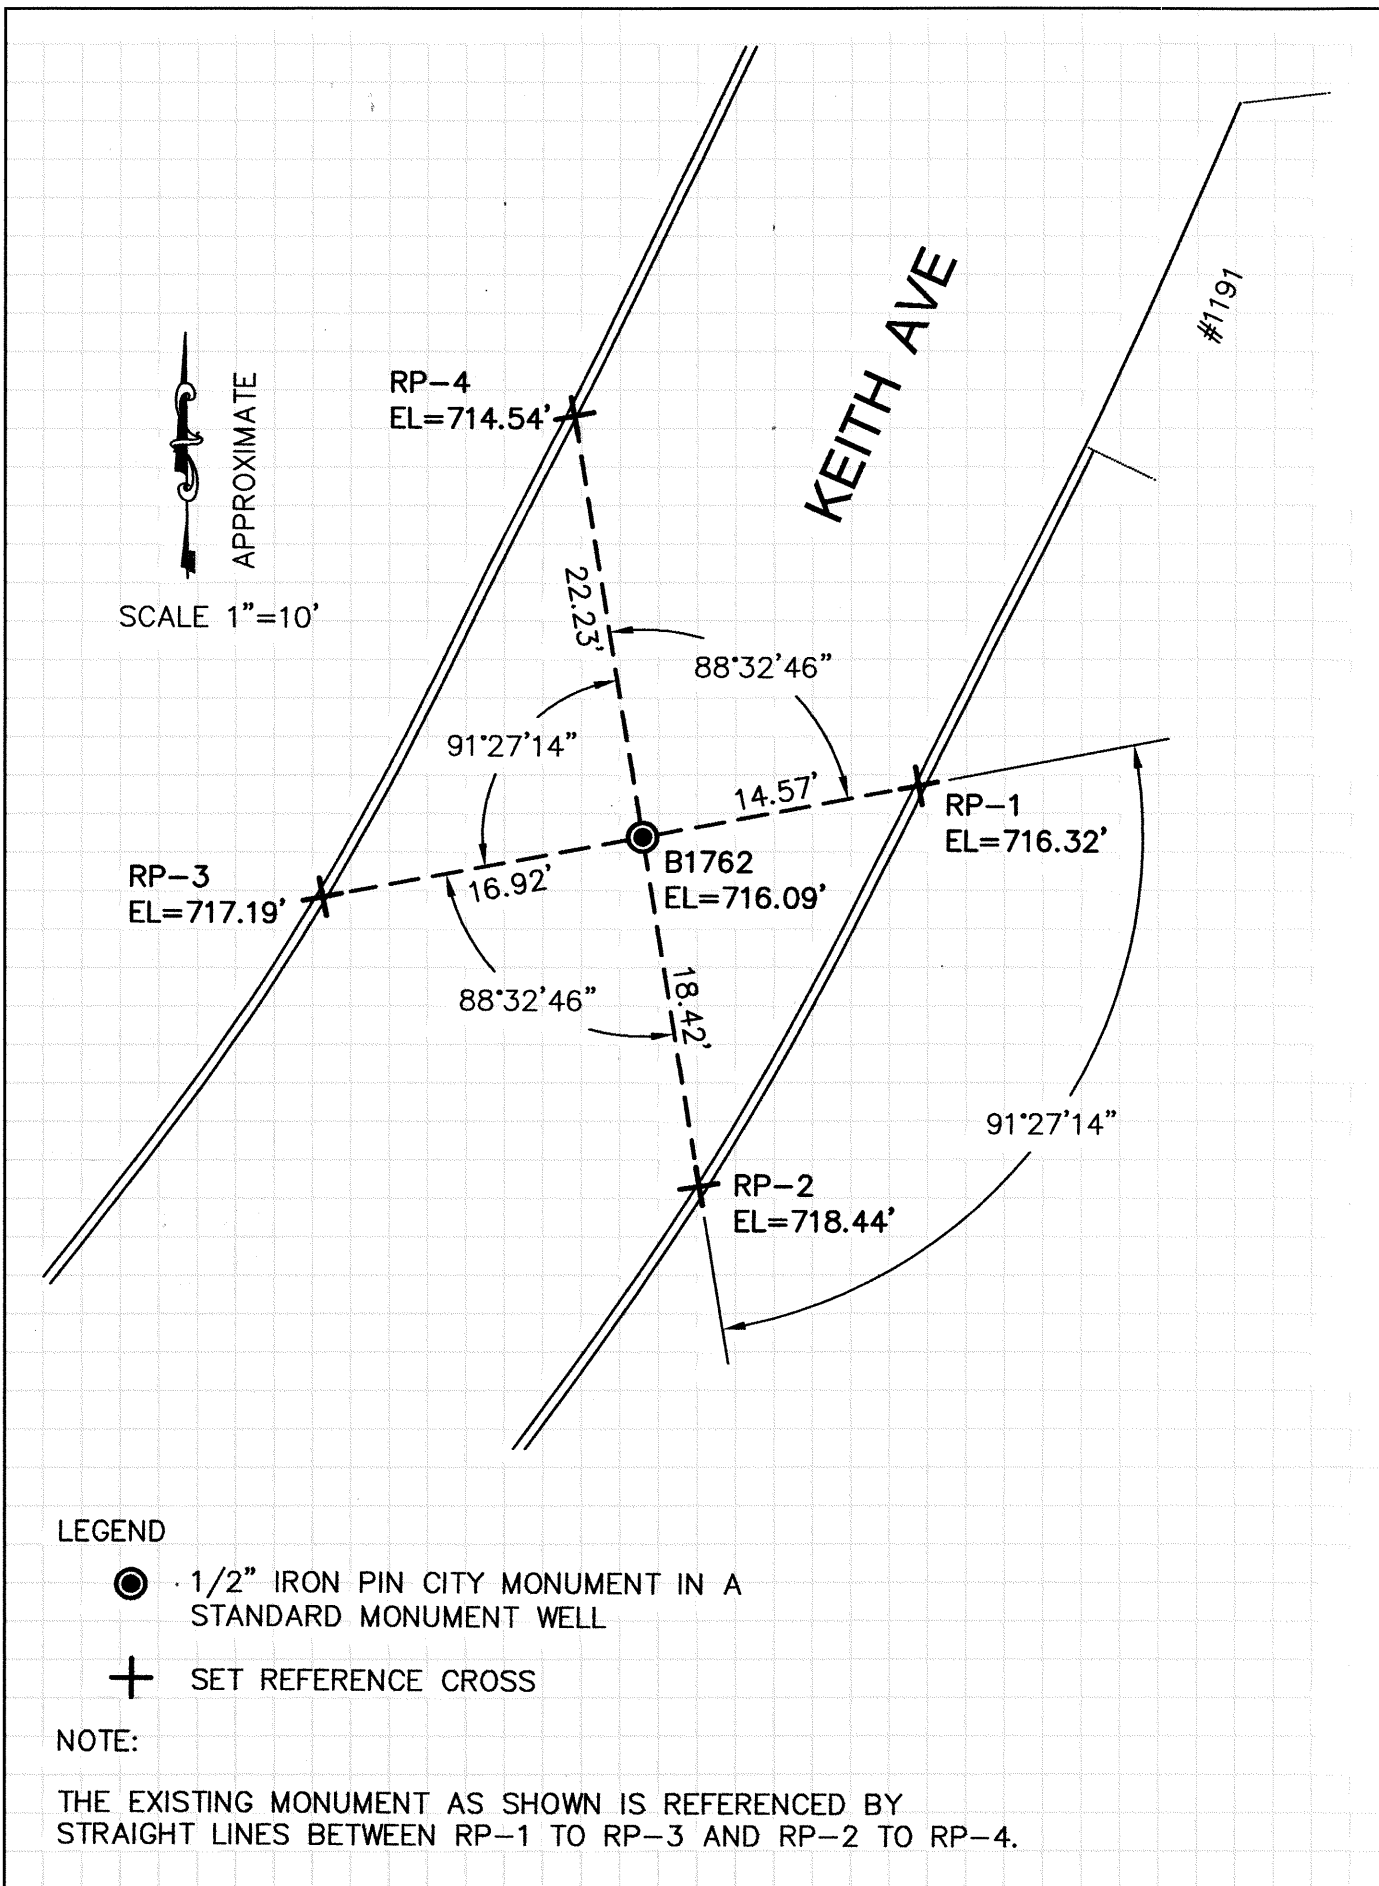 KEITH AVE
#1191
RP-4
EL=714.54'
APPROXIMATE
SCALE 1"=10'
22.23'
88°32'46"
91°27'14"
14.57'
RP-1
EL=716.32'
B1762
EL=716.09'
RP-3
EL=717.19'
16.92'
88°32'46"
18.42'
91°27'14"
RP-2
EL=718.44'
LEGEND
1/2" IRON PIN CITY MONUMENT IN A
STANDARD MONUMENT WELL
SET REFERENCE CROSS
NOTE:
THE EXISTING MONUMENT AS SHOWN IS REFERENCED BY
STRAIGHT LINES BETWEEN RP-1 TO RP-3 AND RP-2 TO RP-4.